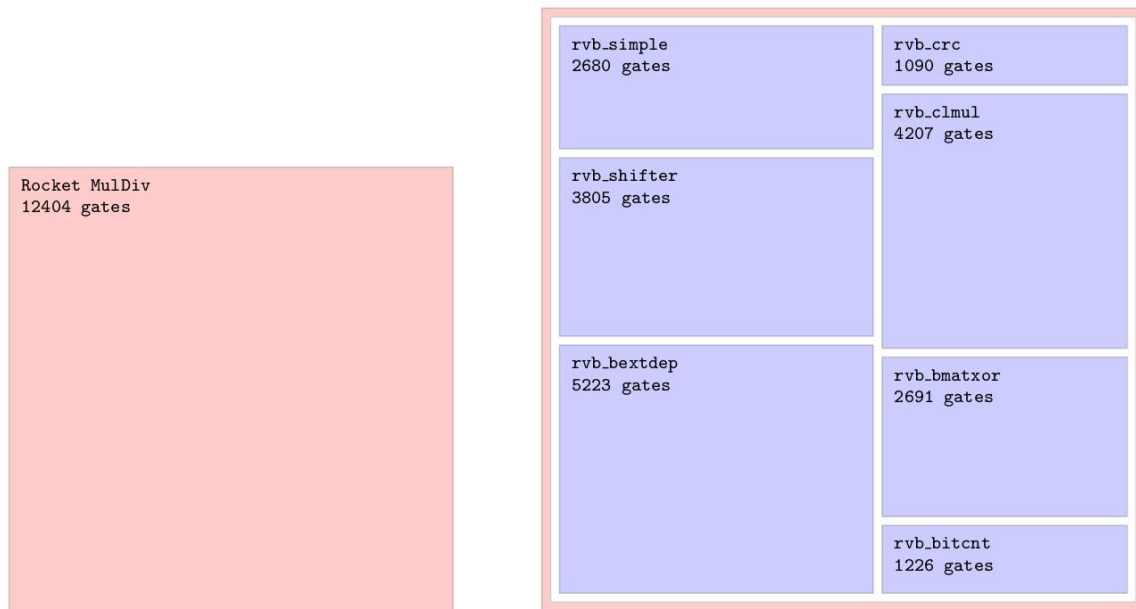 Rocket MulDiv
12404 gates
rvb_simple
2680 gates
rvb_shifter
3805 gates
rvb_bextdep
5223 gates
rvb_crc
1090 gates
rvb_clmul
4207 gates
rvb_bmatxor
2691 gates
rvb_bitcnt
1226 gates